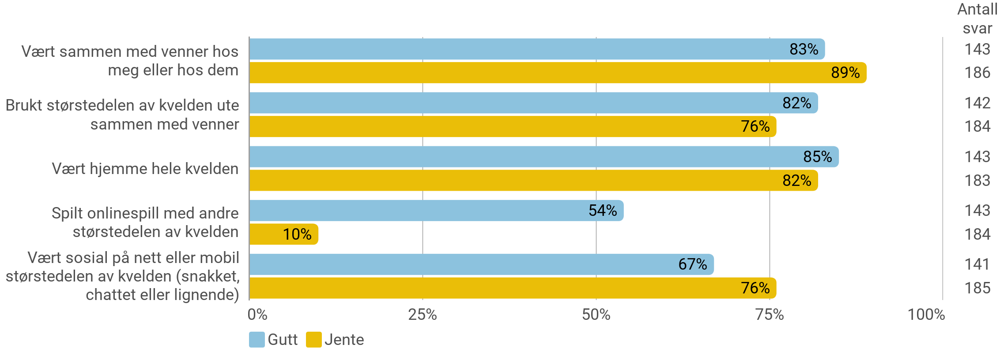 Antall
svar
Vært sammen med venner hos
meg eller hos dem
83%
143
89%
186
Brukt størstedelen av kvelden ute
sammen med venner
82%
142
76%
184
Vært hjemme hele kvelden
85%
143
82%
183
Spilt onlinespill med andre
størstedelen av kvelden
54%
143
10%
184
Vært sosial på nett eller mobil
størstedelen av kvelden (snakket,
chattet eller lignende)
67%
141
76%
185
0% 25% 50% 75% 100%
Gutt Jente